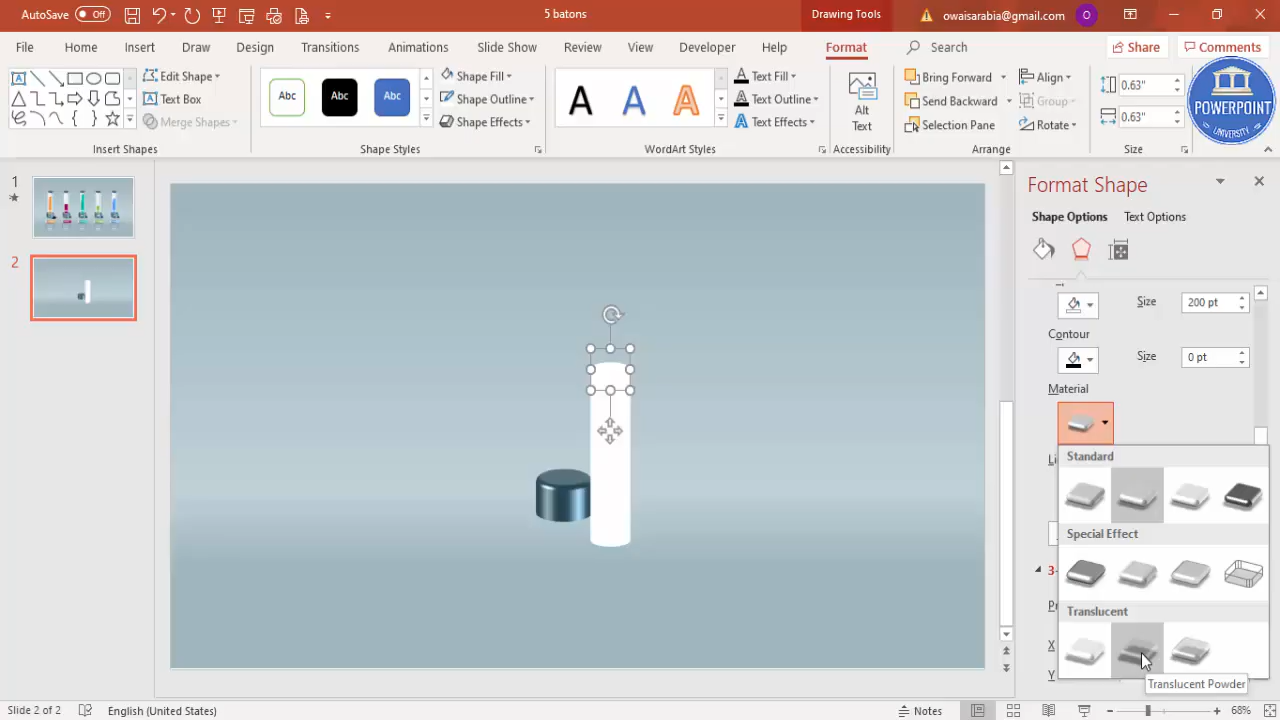 AutoSave Off 5 batons Drawing Tools owaisarabia@gmail.com O
File Home Insert Draw Design Transitions Animations Slide Show Review View Developer Help Format Search Share Comments
Edit Shape
Text Box
Merge Shapes
Insert Shapes
Abc Abc Abc
Shape Fill
Shape Outline
Shape Effects
Shape Styles
A A A
Text Fill
Text Outline
Text Effects
WordArt Styles
Alt
Text
Accessibility
Bring Forward
Send Backward
Selection Pane
Align
Group
Rotate
Arrange
0.63"
0.63"
Size
POWERPOINT
UNIVERSITY
1
2
Format Shape
Shape Options Text Options
Size 200 pt
Contour
Size 0 pt
Material
Standard
Special Effect
Translucent
Translucent Powder
X
Y
Slide 2 of 2 English (United States) Notes 68%